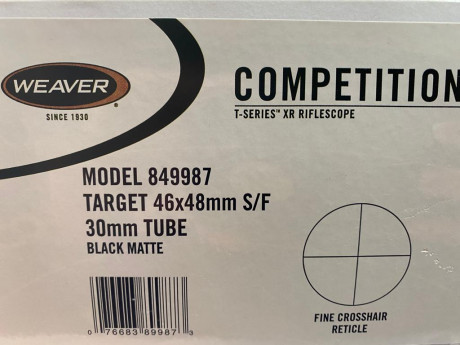 WEAVER®
SINCE 1930
COMPETITION
T-SERIES™ XR RIFLESCOPE
MODEL 849987
TARGET 46x48mm S/F
30mm TUBE
BLACK MATTE
0 76683 89987 3
FINE CROSSHAIR
RETICLE